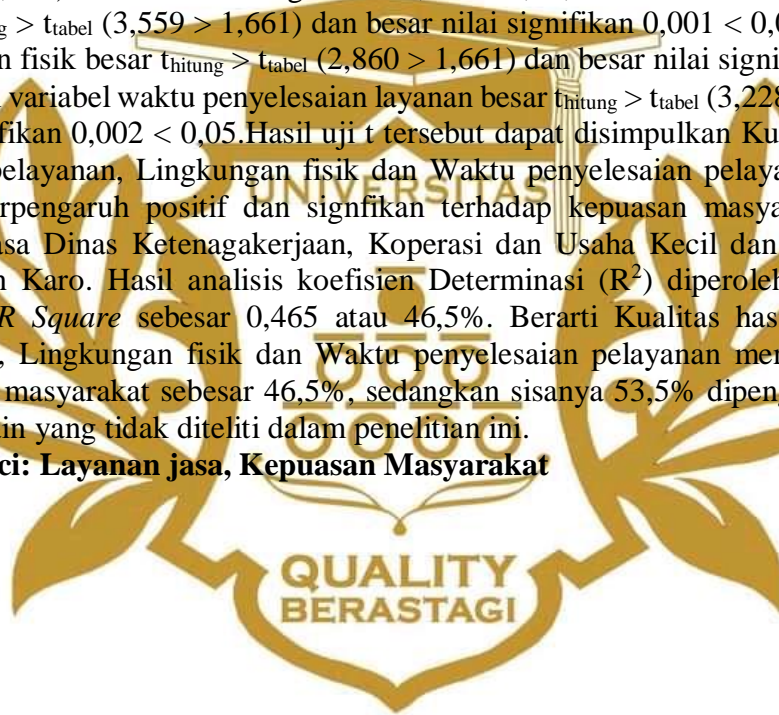 > ttabel (3,559 > 1,661) dan besar nilai signifikan 0,001 < 0,
n fisik besar thitung > ttabel (2,860 > 1,661) dan besar nilai signi
variabel waktu penyelesaian layanan besar thitung > ttabel (3,228
fikan 0,002 < 0,05.Hasil uji t tersebut dapat disimpulkan Ku
pelayanan, Lingkungan fisik dan Waktu penyelesaian pelaya
erpengaruh positif dan signfikan terhadap kepuasan masya
asa Dinas Ketenagakerjaan, Koperasi dan Usaha Kecil dan
n Karo. Hasil analisis koefisien Determinasi (R²) diperoleh
R Square sebesar 0,465 atau 46,5%. Berarti Kualitas has
, Lingkungan fisik dan Waktu penyelesaian pelayanan mer
masyarakat sebesar 46,5%, sedangkan sisanya 53,5% dipen
in yang tidak diteliti dalam penelitian ini.
ci: Layanan jasa, Kepuasan Masyarakat
UNIVERSITAS
QUALITY
BERASTAGI